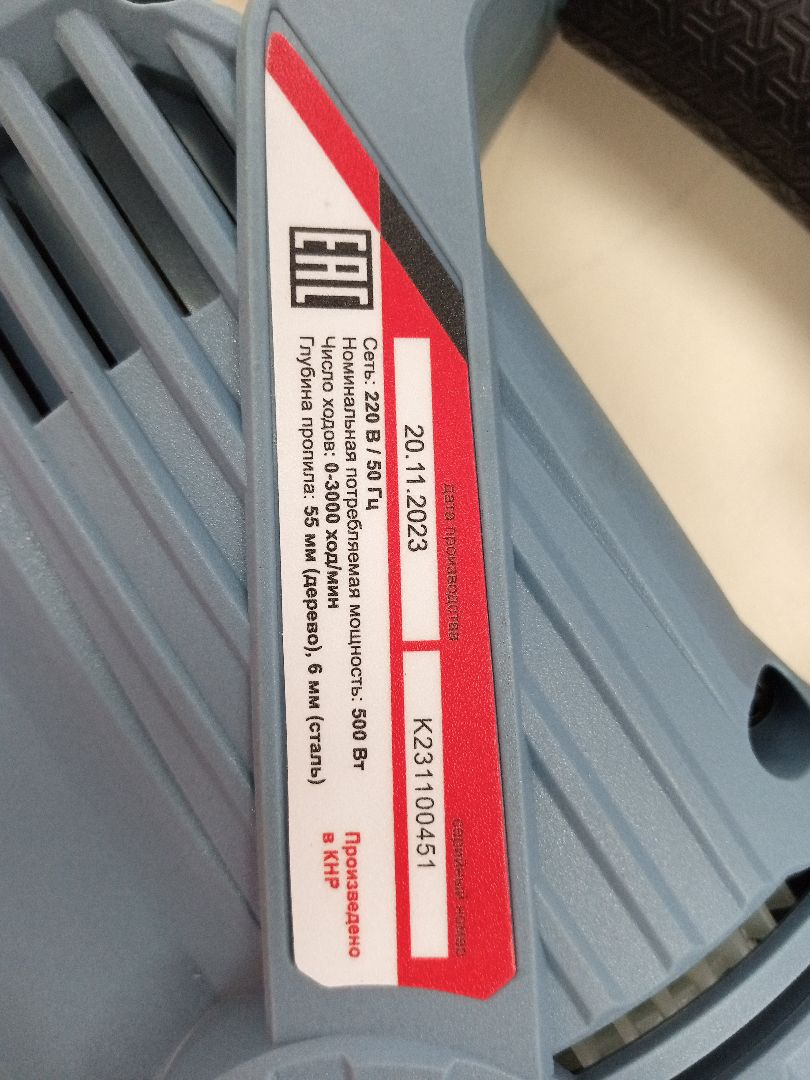 дата производства
20.11.2023
серийный номер
K231100451
EAC
Сеть: 220 В / 50 Гц
Номинальная потребляемая мощность: 500 Вт
Число ходов: 0-3000 ход/мин
Глубина пропила: 55 мм (дерево), 6 мм (сталь)
Произведено
в КНР